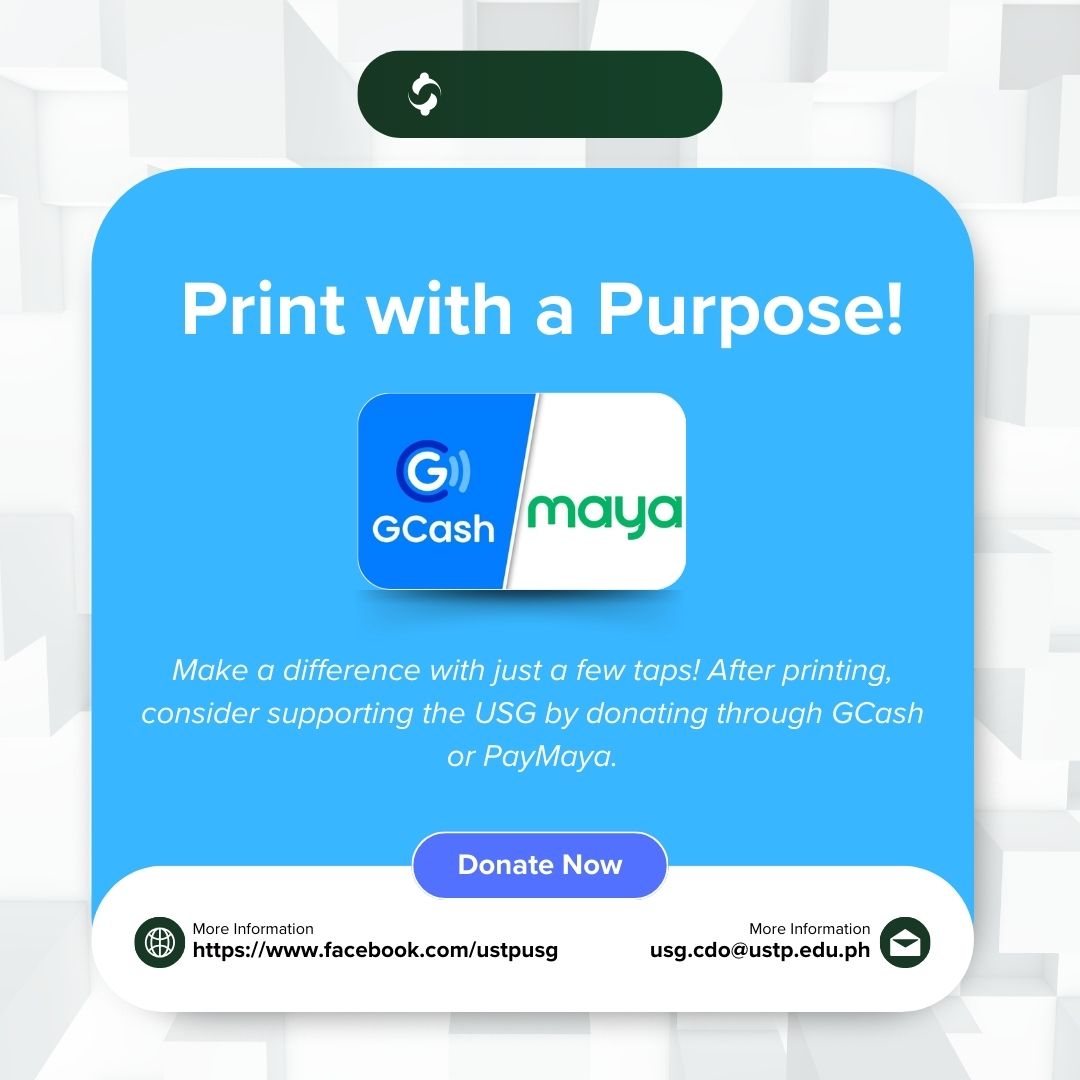 Print with a Purpose!
GCash
maya
Make a difference with just a few taps! After printing,
consider supporting the USG by donating through GCash
or PayMaya.
Donate Now
More Information
https://www.facebook.com/ustpusg
More Information
usg.cdo@ustp.edu.ph